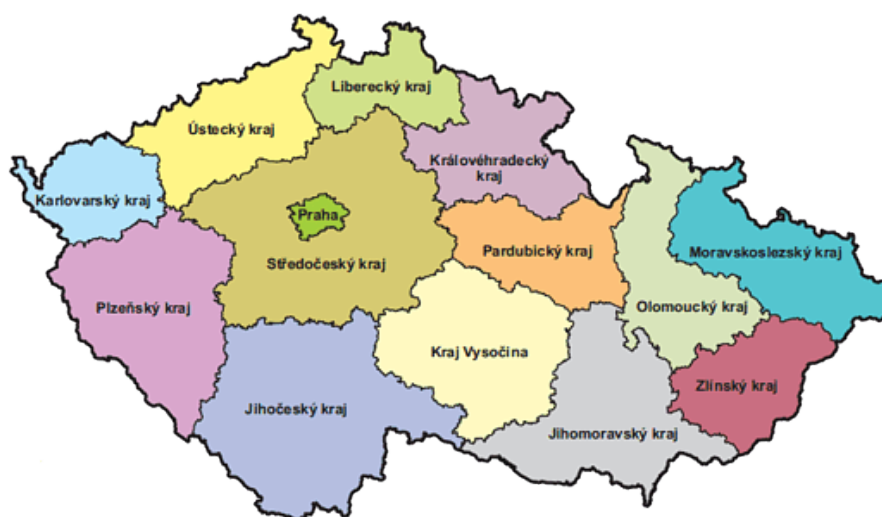 Liberecký kraj
Ústecký kraj
Královéhradecký
kraj
Karlovarský kraj
Praha
Středočeský kraj
Pardubický kraj
Moravskoslezský kraj
Plzeňský kraj
Olomoucký kraj
Kraj Vysočina
Zlínský kraj
Jihočeský kraj
Jihomoravský kraj